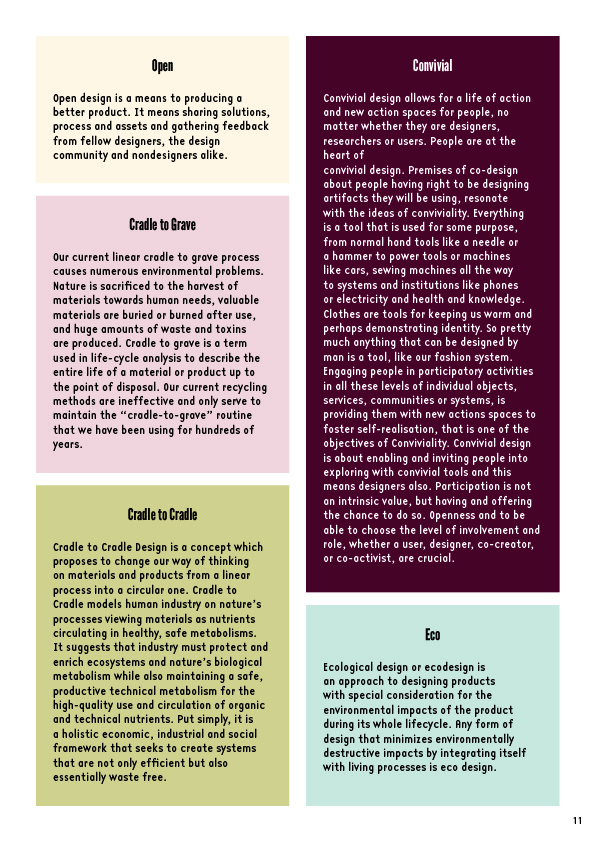 Open
Open design is a means to producing a
better product. It means sharing solutions,
process and assets and gathering feedback
from fellow designers, the design
community and nondesigners alike.
Cradle to Grave
Our current linear cradle to grave process
causes numerous environmental problems.
Nature is sacrificed to the harvest of
materials towards human needs, valuable
materials are buried or burned after use,
and huge amounts of waste and toxins
are produced. Cradle to grave is a term
used in life-cycle analysis to describe the
entire life of a material or product up to
the point of disposal. Our current recycling
methods are ineffective and only serve to
maintain the “cradle-to-grave” routine
that we have been using for hundreds of
years.
Cradle to Cradle
Cradle to Cradle Design is a concept which
proposes to change our way of thinking
on materials and products from a linear
process into a circular one. Cradle to
Cradle models human industry on nature’s
processes viewing materials as nutrients
circulating in healthy, safe metabolisms.
It suggests that industry must protect and
enrich ecosystems and nature’s biological
metabolism while also maintaining a safe,
productive technical metabolism for the
high-quality use and circulation of organic
and technical nutrients. Put simply, it is
a holistic economic, industrial and social
framework that seeks to create systems
that are not only efficient but also
essentially waste free.
Convivial
Convivial design allows for a life of action
and new action spaces for people, no
matter whether they are designers,
researchers or users. People are at the
heart of
convivial design. Premises of co-design
about people having right to be designing
artifacts they will be using, resonate
with the ideas of conviviality. Everything
is a tool that is used for some purpose,
from normal hand tools like a needle or
a hammer to power tools or machines
like cars, sewing machines all the way
to systems and institutions like phones
or electricity and health and knowledge.
Clothes are tools for keeping us warm and
perhaps demonstrating identity. So pretty
much anything that can be designed by
man is a tool, like our fashion system.
Engaging people in participatory activities
in all these levels of individual objects,
services, communities or systems, is
providing them with new actions spaces to
foster self-realisation, that is one of the
objectives of Conviviality. Convivial design
is about enabling and inviting people into
exploring with convivial tools and this
means designers also. Participation is not
an intrinsic value, but having and offering
the chance to do so. Openness and to be
able to choose the level of involvement and
role, whether a user, designer, co-creator,
or co-activist, are crucial.
Eco
Ecological design or ecodesign is
an approach to designing products
with special consideration for the
environmental impacts of the product
during its whole lifecycle. Any form of
design that minimizes environmentally
destructive impacts by integrating itself
with living processes is eco design.
11